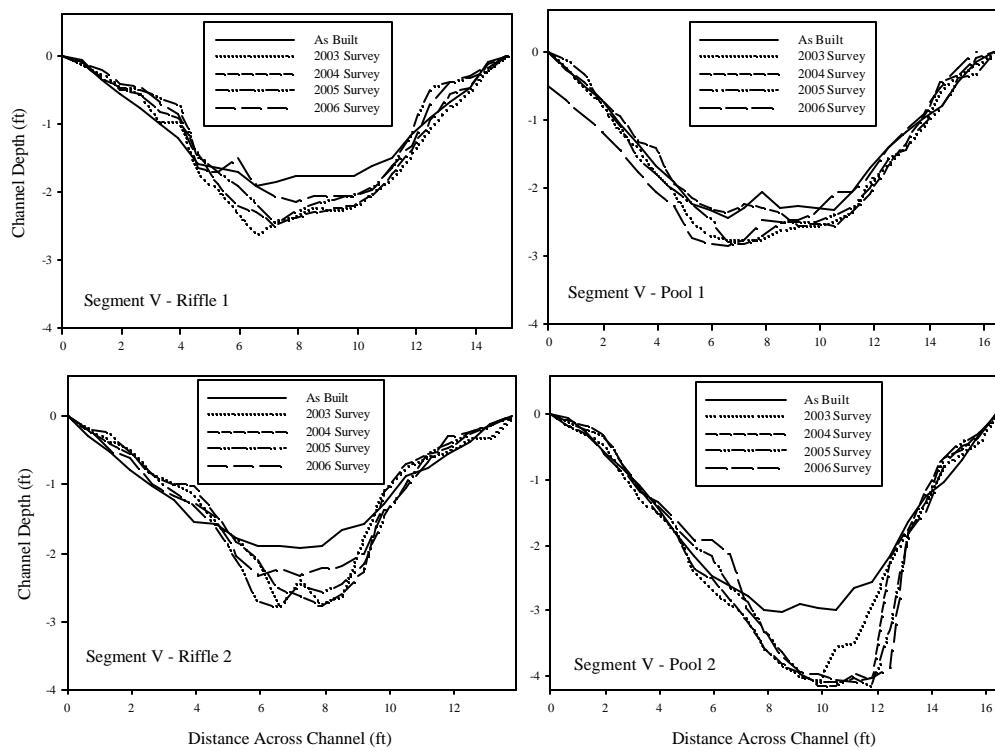 As Built
2003 Survey
2004 Survey
2005 Survey
2006 Survey
Channel Depth (ft)
0
-1
-2
-3
-4
Segment V - Riffle 1
0 2 4 6 8 10 12 14
As Built
2003 Survey
2004 Survey
2005 Survey
2006 Survey
0
-1
-2
-3
-4
Segment V - Pool 1
0 2 4 6 8 10 12 14 16
As Built
2003 Survey
2004 Survey
2005 Survey
2006 Survey
Channel Depth (ft)
0
-1
-2
-3
-4
Segment V - Riffle 2
0 2 4 6 8 10 12
Distance Across Channel (ft)
As Built
2003 Survey
2004 Survey
2005 Survey
2006 Survey
0
-1
-2
-3
-4
Segment V - Pool 2
0 2 4 6 8 10 12 14 16
Distance Across Channel (ft)